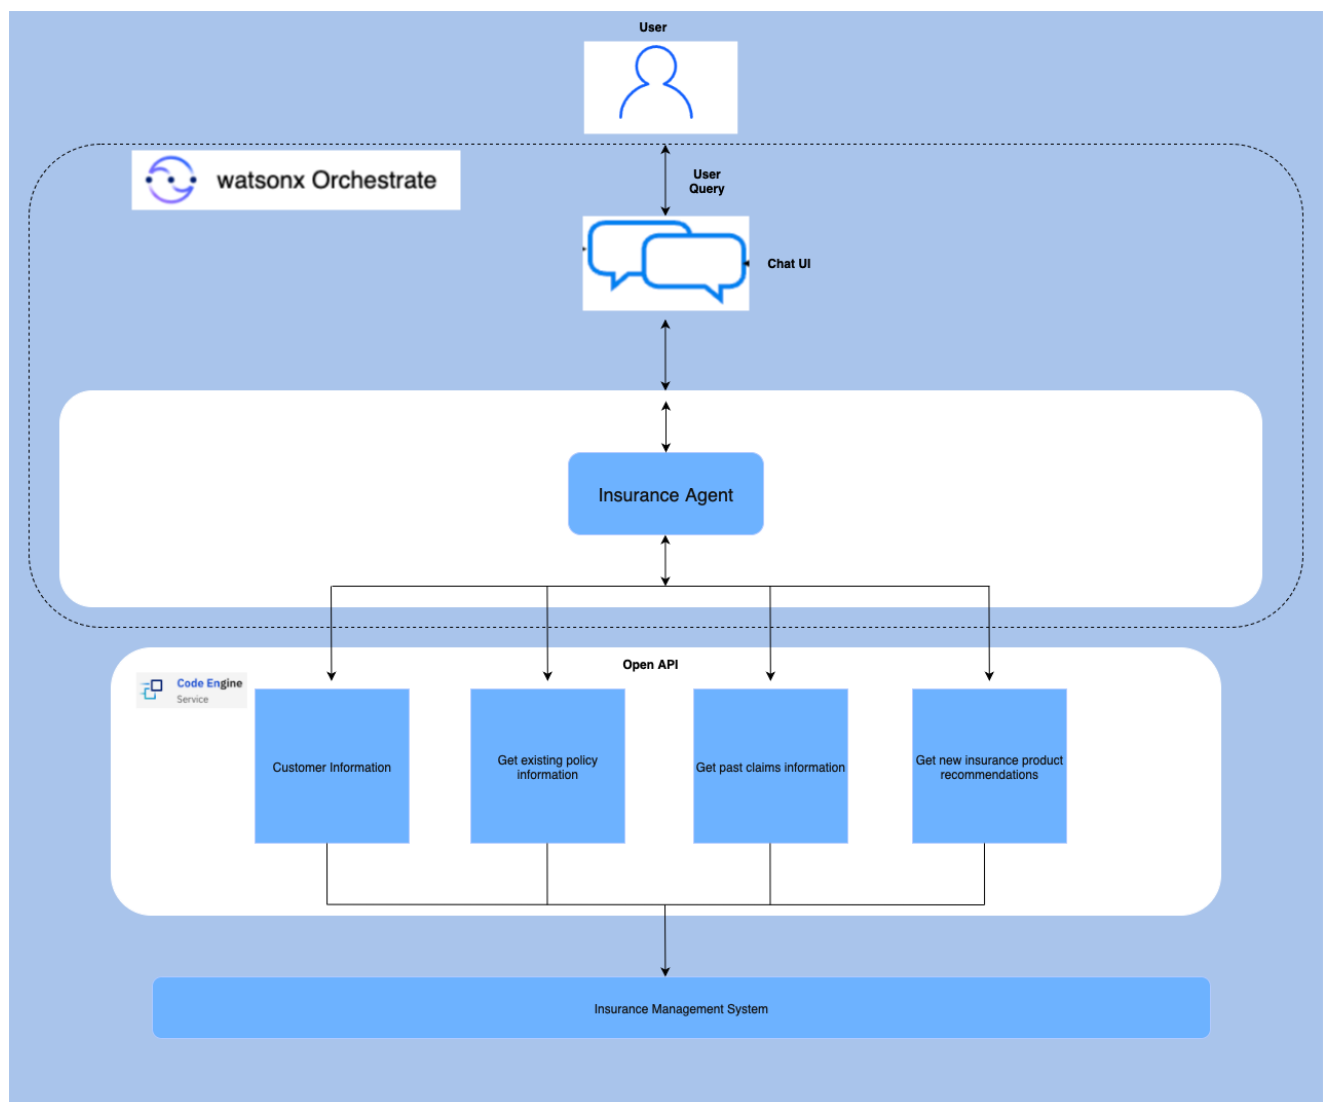 User
watsonx Orchestrate
User
Query
Chat UI
Insurance Agent
Open API
Code Engine
Service
Customer Information
Get existing policy
information
Get past claims information
Get new insurance product
recommendations
Insurance Management System